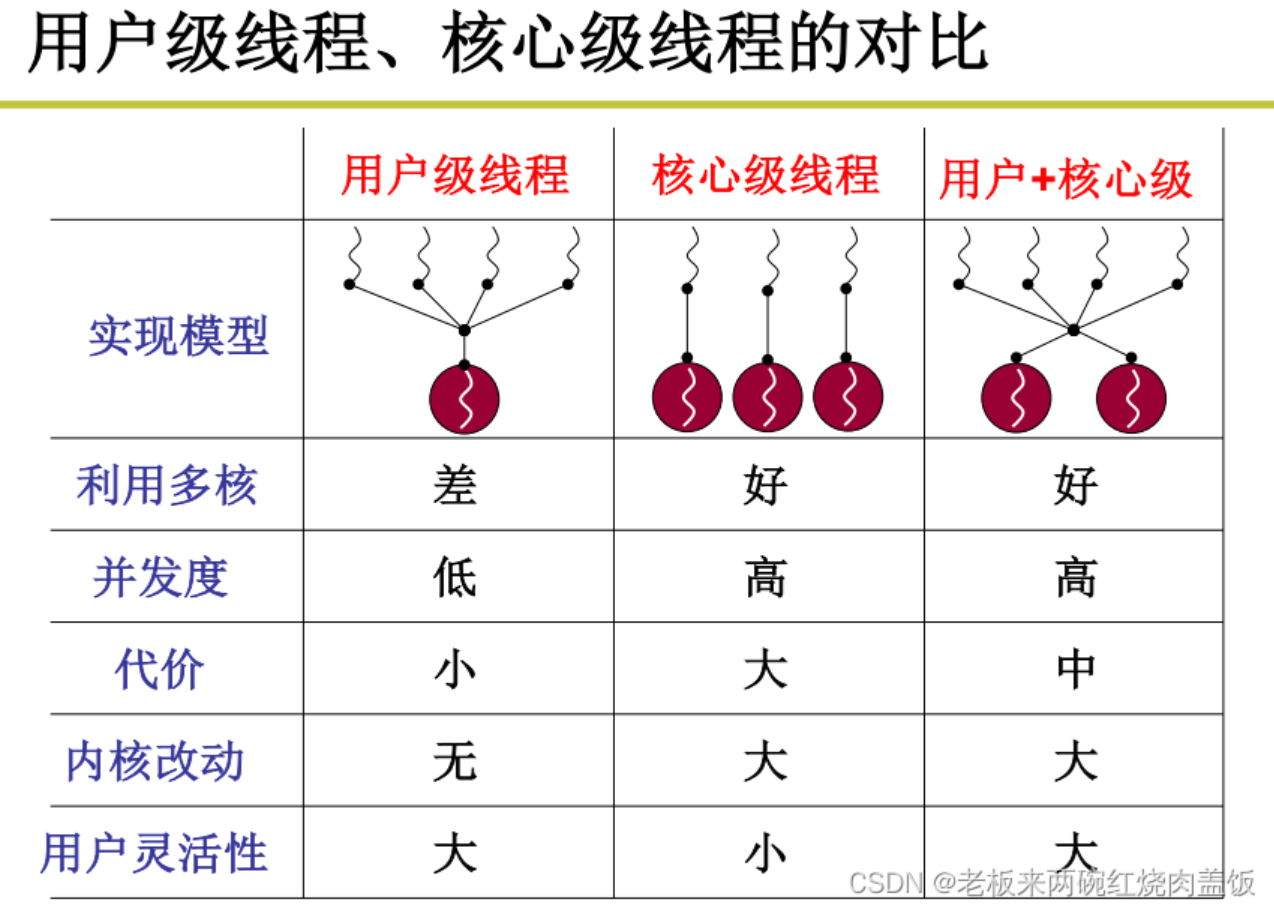 用户级线程、核心级线程的对比
用户级线程 核心级线程 用户+核心级
实现模型
利用多核 差 好 好
并发度 低 高 高
代价 小 大 中
内核改动 无 大 大
用户灵活性 大 小 大
CSDN @老板来两碗红烧肉盖饭